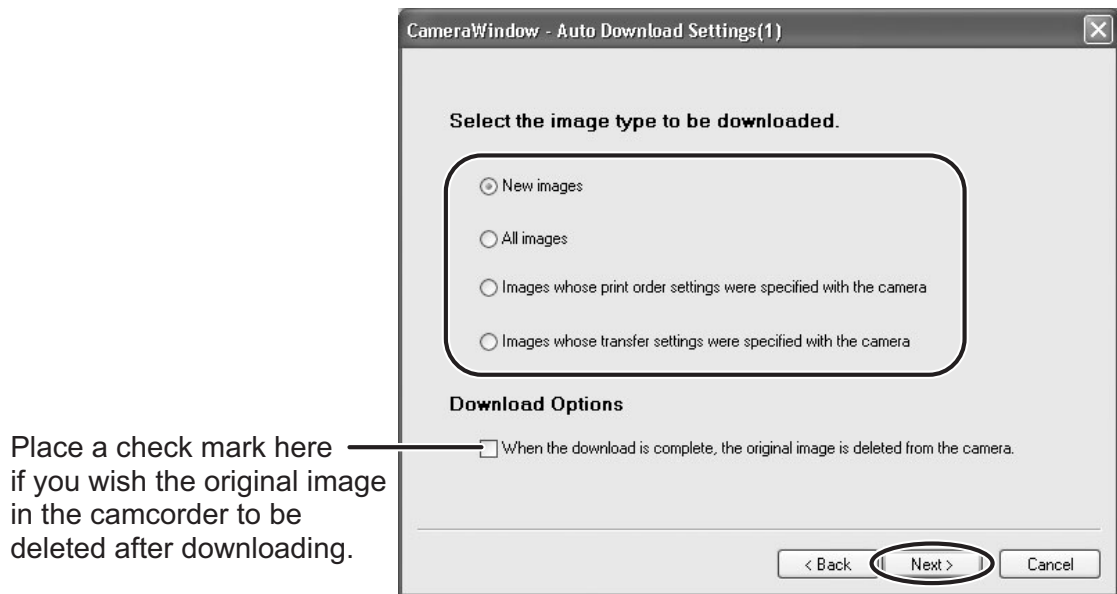 CameraWindow - Auto Download Settings(1)
Select the image type to be downloaded.
New images
All images
Images whose print order settings were specified with the camera
Images whose transfer settings were specified with the camera
Download Options
When the download is complete, the original image is deleted from the camera.
Place a check mark here
if you wish the original image
in the camcorder to be
deleted after downloading.
< Back
Next >
Cancel